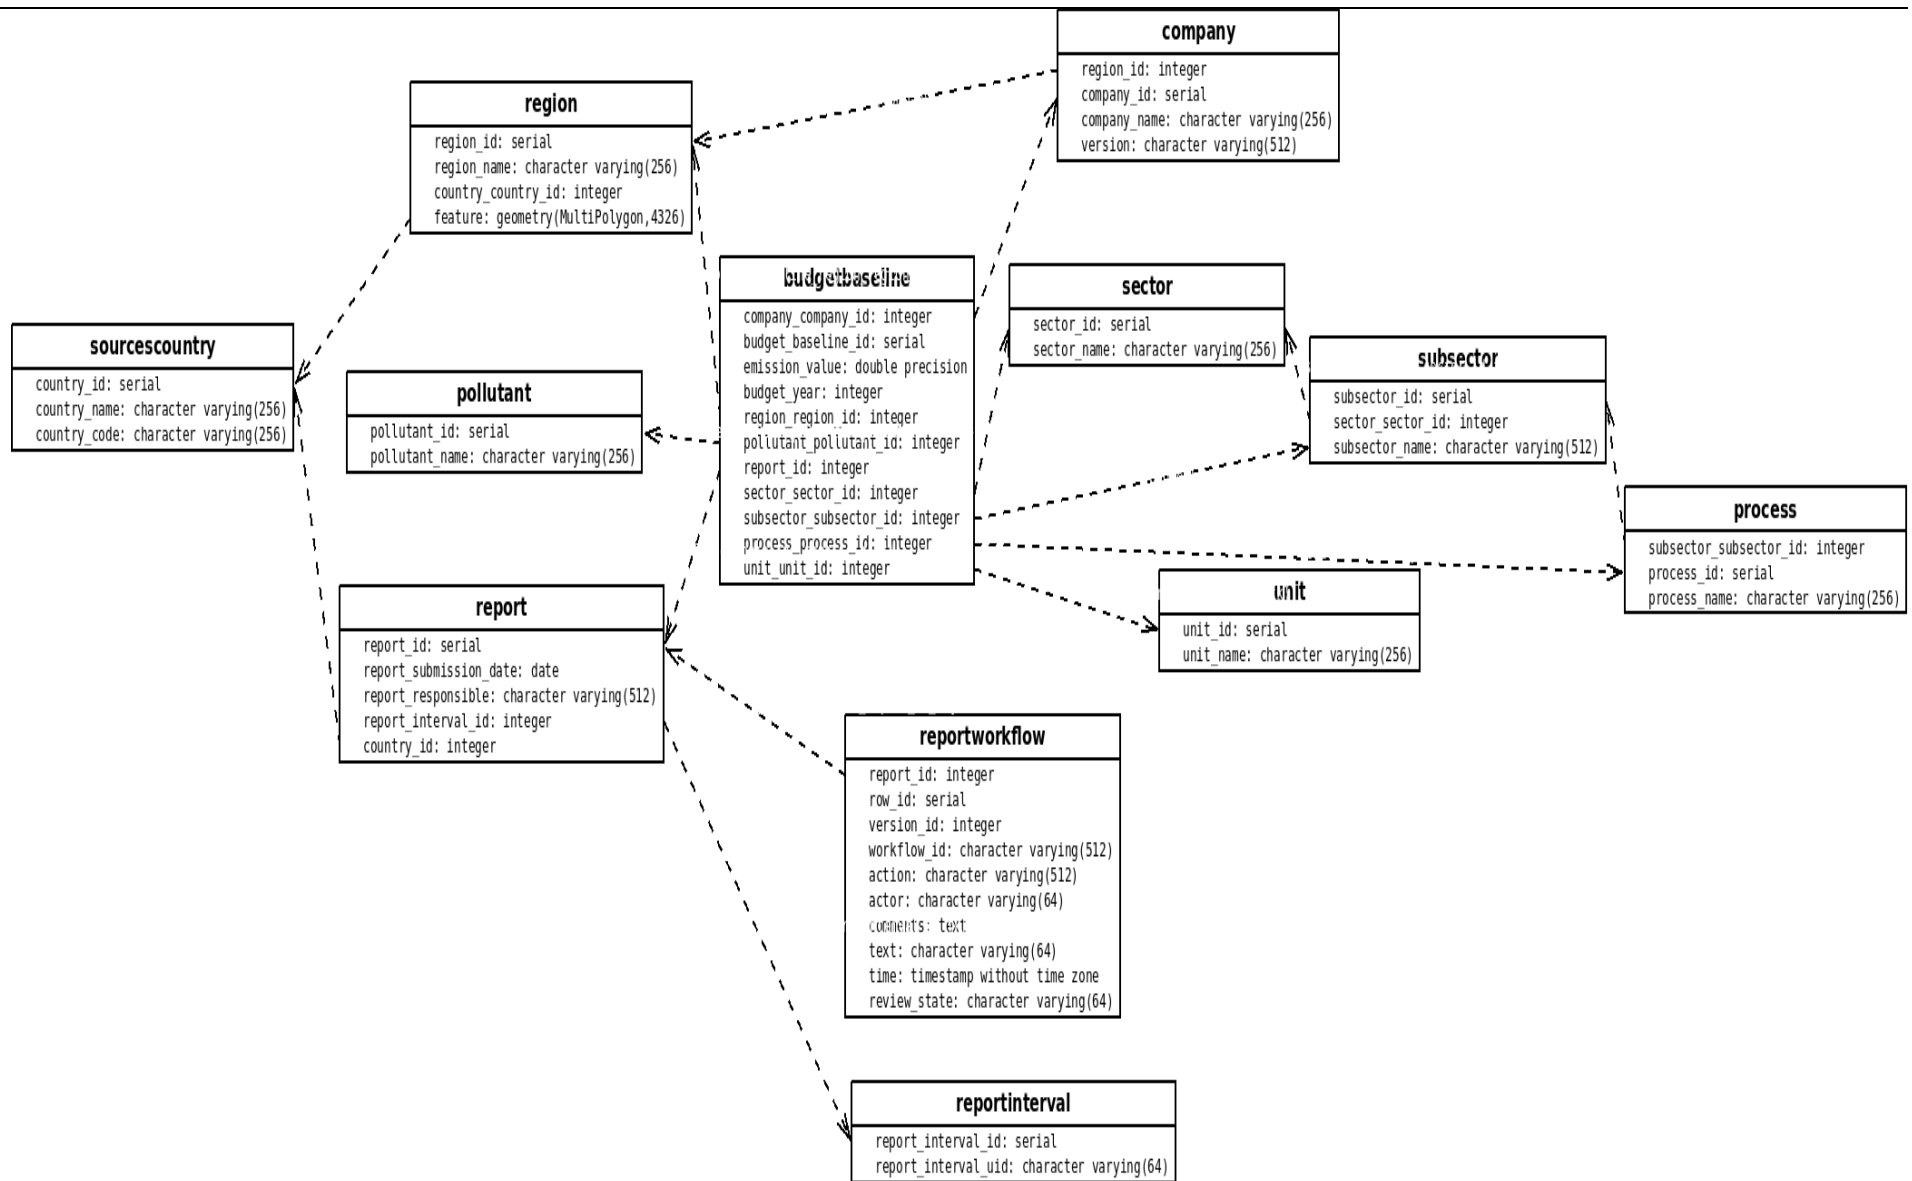 company
region_id: integer
company_id: serial
company_name: character varying(256)
version: character varying(512)
region
region_id: serial
region_name: character varying(256)
country_country_id: integer
feature: geometry(MultiPolygon,4326)
budgetbaseline
company_company_id: integer
budget_baseline_id: serial
emission_value: double precision
budget_year: integer
region_region_id: integer
pollutant_pollutant_id: integer
report_id: integer
sector_sector_id: integer
subsector_subsector_id: integer
process_process_id: integer
unit_unit_id: integer
sector
sector_id: serial
sector_name: character varying(256)
sourcescountry
country_id: serial
country_name: character varying(256)
country_code: character varying(256)
subsector
subsector_id: serial
sector_sector_id: integer
subsector_name: character varying(512)
pollutant
pollutant_id: serial
pollutant_name: character varying(256)
process
subsector_subsector_id: integer
process_id: serial
process_name: character varying(256)
unit
unit_id: serial
unit_name: character varying(256)
report
report_id: serial
report_submission_date: date
report_responsible: character varying(512)
report_interval_id: integer
country_id: integer
reportworkflow
report_id: integer
row_id: serial
version_id: integer
workflow_id: character varying(512)
action: character varying(512)
actor: character varying(64)
comments: text
text: character varying(64)
time: timestamp without time zone
review_state: character varying(64)
reportinterval
report_interval_id: serial
report_interval_uid: character varying(64)